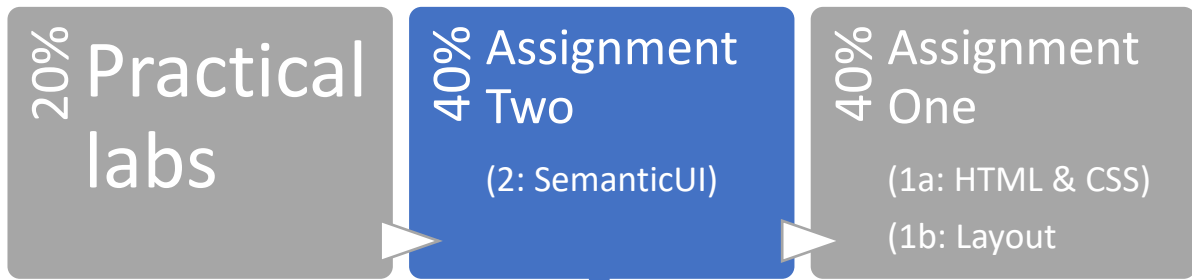 20%
Practical
labs
40%
Assignment
Two
(2: SemanticUI)
40%
Assignment
One
(1a: HTML & CSS)
(1b: Layout